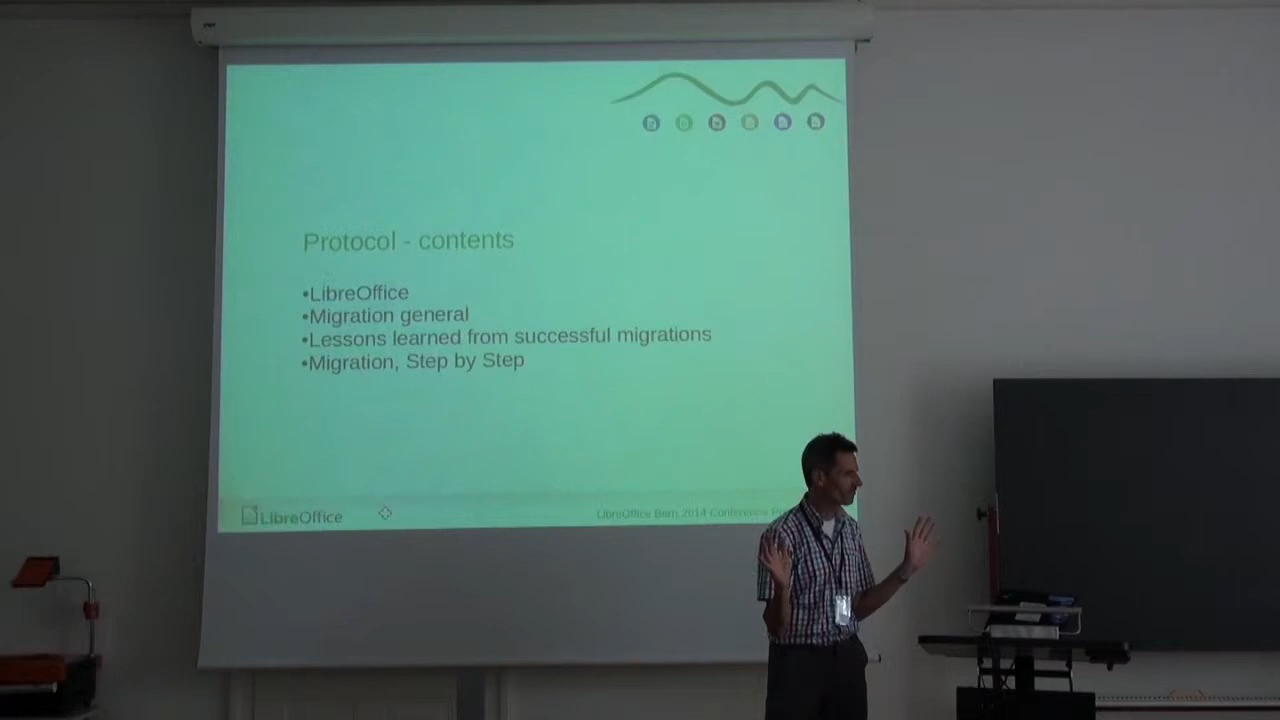 Protocol - contents
•LibreOffice
•Migration general
•Lessons learned from successful migrations
•Migration, Step by Step
LibreOffice
LibreOffice Bern 2014 Conference